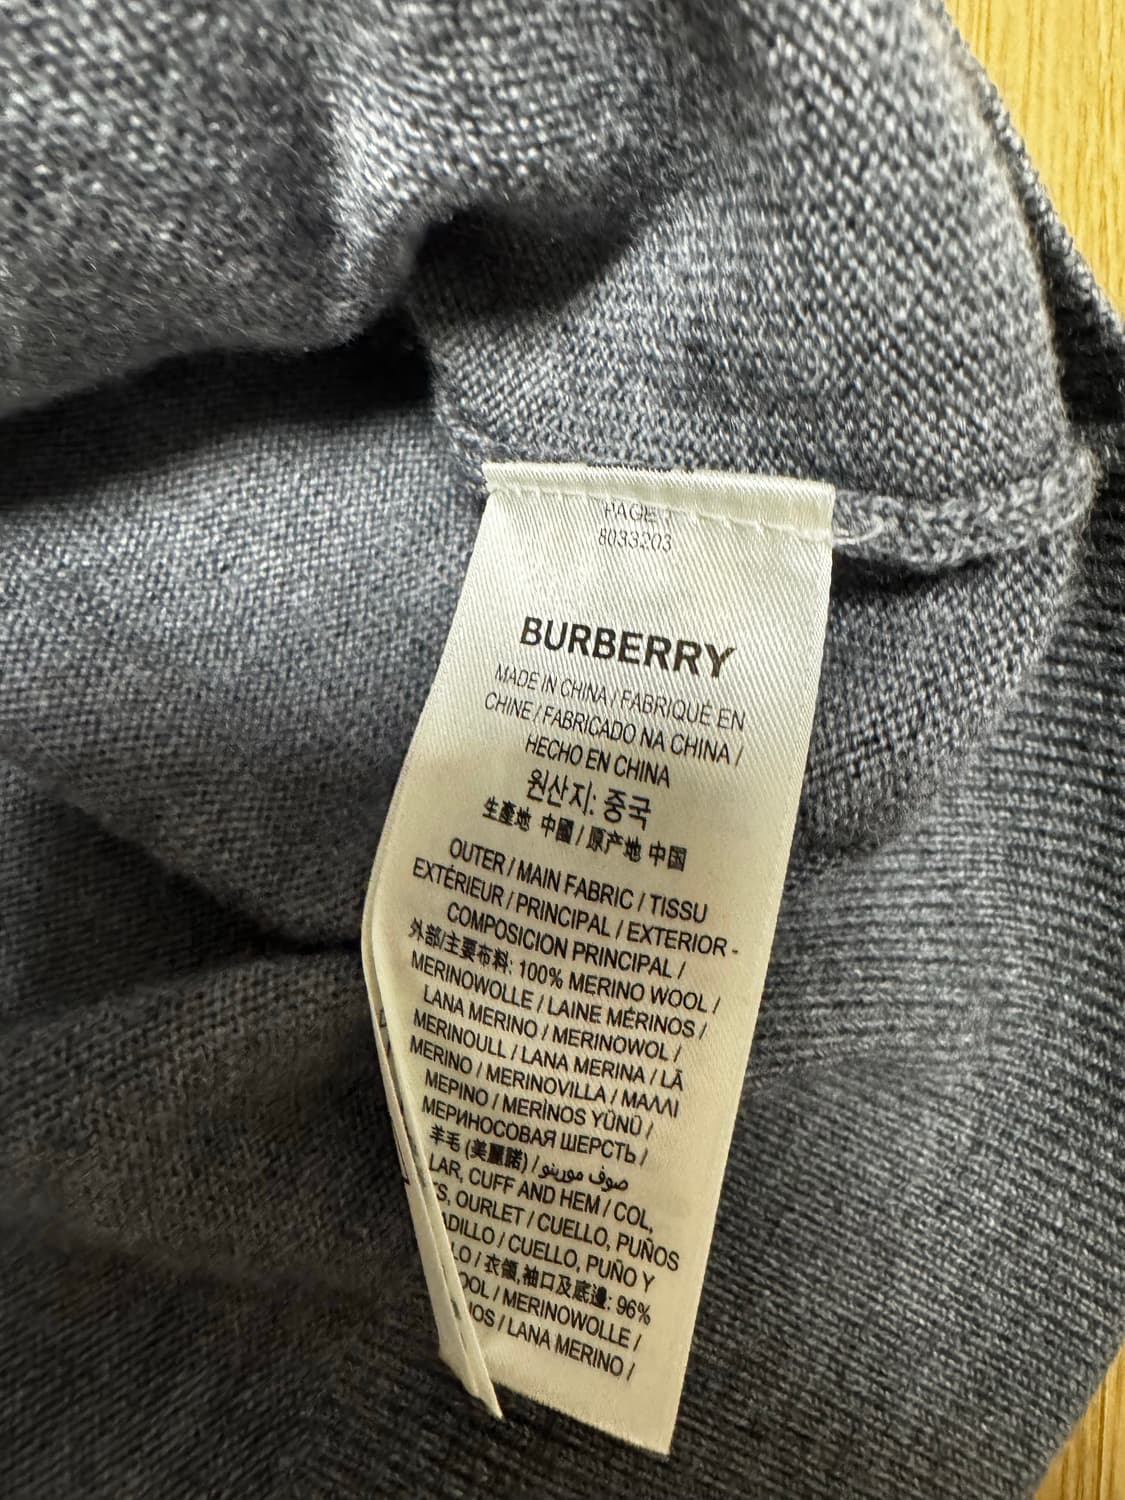 PAGE 1
8033203
BURBERRY
MADE IN CHINA / FABRIQUÉ EN
CHINE / FABRICADO NA CHINA /
HECHO EN CHINA
원산지: 중국
生產地 中國 / 原产地 中国
OUTER / MAIN FABRIC / TISSU
EXTÉRIEUR / PRINCIPAL / EXTERIOR -
COMPOSICION PRINCIPAL /
外部/主要布料: 100% MERINO WOOL /
MERINOWOLLE / LAINE MÉRINOS /
LANA MERINO / MERINOWOL /
MERINOULL / LANA MERINA / LÃ
MERINO / MERINOVILLA / ΜΑΛΛΙ
ΜΕΡΙΝΟ / MERİNOS YÜNÜ /
МЕРИНОСОВАЯ ШЕРСТЬ /
羊毛 (美麗諾) / صوف مورينو
LAR, CUFF AND HEM / COL,
TS, OURLET / CUELLO, PUÑOS
ADILLO / CUELLO, PUÑO Y
LO / 衣領,袖口及底邊: 96%
OOL / MERINOWOLLE /
NOS / LANA MERINO /